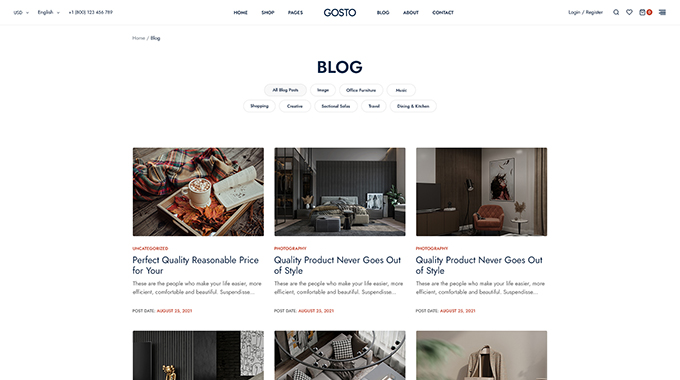 USD English +1 (800) 123 456 789 HOME SHOP PAGES GOSTO BLOG ABOUT CONTACT Login / Register 0
Home / Blog
BLOG
All Blog Posts Image Office Furniture Music
Shopping Creative Sectional Sofas Travel Dining & Kitchen
UNCATEGORIZED
Perfect Quality Reasonable Price
for Your
These are the people who make your life easier, more
efficient, comfortable and beautiful. Suspendisse...
POST DATE: AUGUST 23, 2021
PHOTOGRAPHY
Quality Product Never Goes Out
of Style
These are the people who make your life easier, more
efficient, comfortable and beautiful. Suspendisse...
POST DATE: AUGUST 23, 2021
PHOTOGRAPHY
Quality Product Never Goes Out
of Style
These are the people who make your life easier, more
efficient, comfortable and beautiful. Suspendisse...
POST DATE: AUGUST 23, 2021